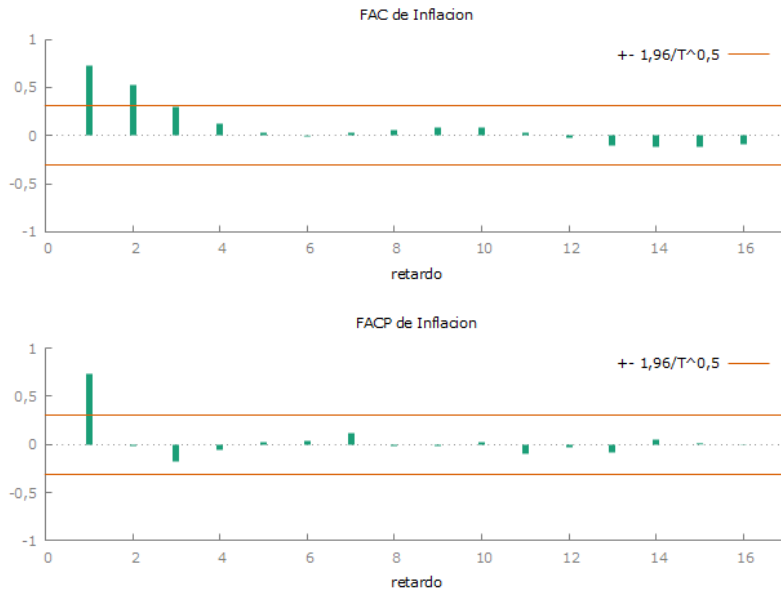 FAC de Inflacion
+- 1,96/T^0,5
1
0,5
0
-0,5
-1
0 2 4 6 8 10 12 14 16
retardo
FACP de Inflacion
+- 1,96/T^0,5
1
0,5
0
-0,5
-1
0 2 4 6 8 10 12 14 16
retardo